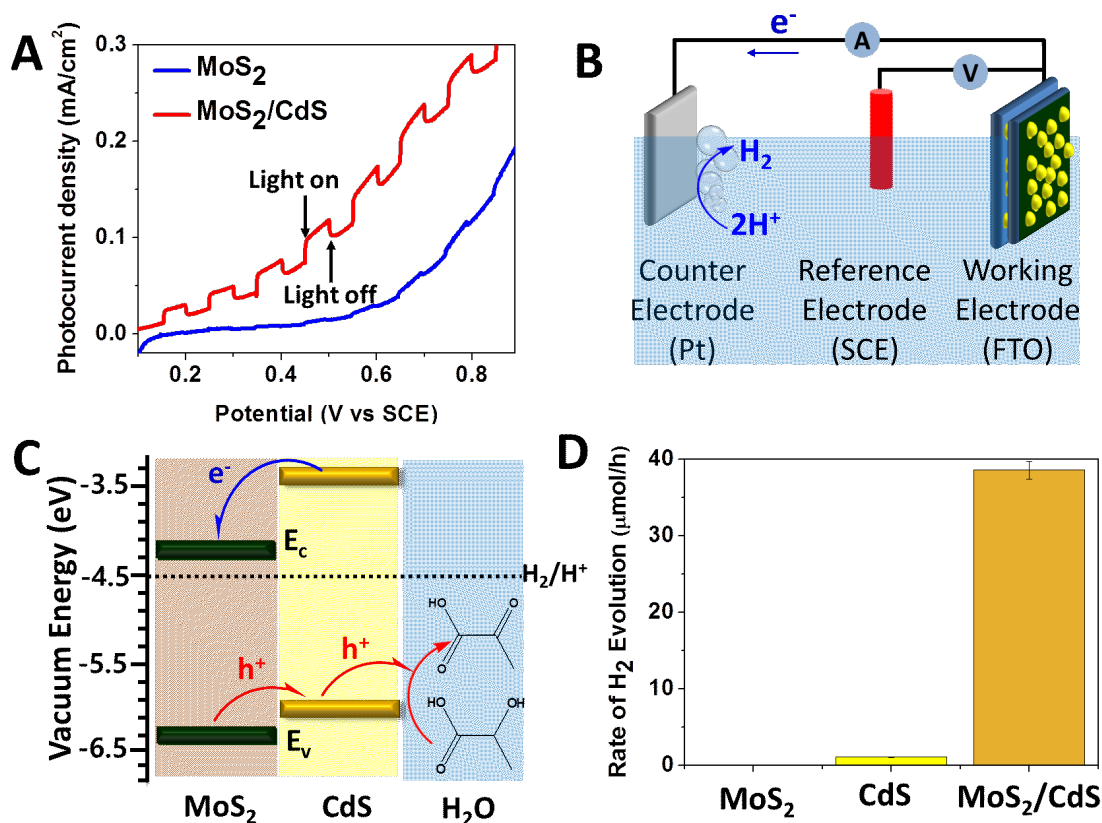 A
Photocurrent density (mA/cm²)
0.3
0.2
0.1
0.0
MoS₂
MoS₂/CdS
Light on
Light off
0.2
0.4
0.6
0.8
Potential (V vs SCE)
B
e⁻
A
V
H₂
2H⁺
Counter
Electrode
(Pt)
Reference
Electrode
(SCE)
Working
Electrode
(FTO)
C
Vacuum Energy (eV)
-3.5
-4.5
-5.5
-6.5
e⁻
E꜀
H₂/H⁺
h⁺
h⁺
Eᵥ
HO
O
O
HO
OH
O
MoS₂
CdS
H₂O
D
Rate of H₂ Evolution (μmol/h)
40
30
20
10
0
MoS₂
CdS
MoS₂/CdS